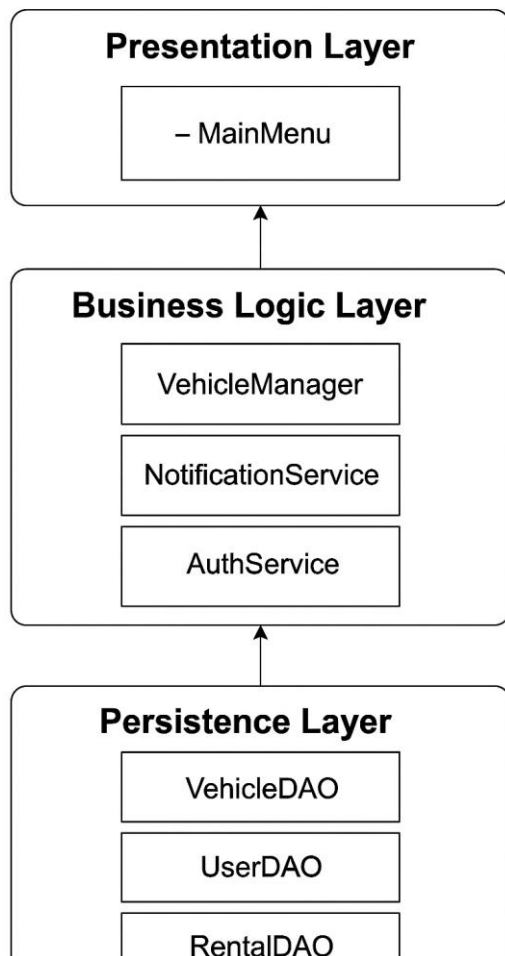 Presentation Layer
– MainMenu
Business Logic Layer
VehicleManager
NotificationService
AuthService
Persistence Layer
VehicleDAO
UserDAO
RentalDAO